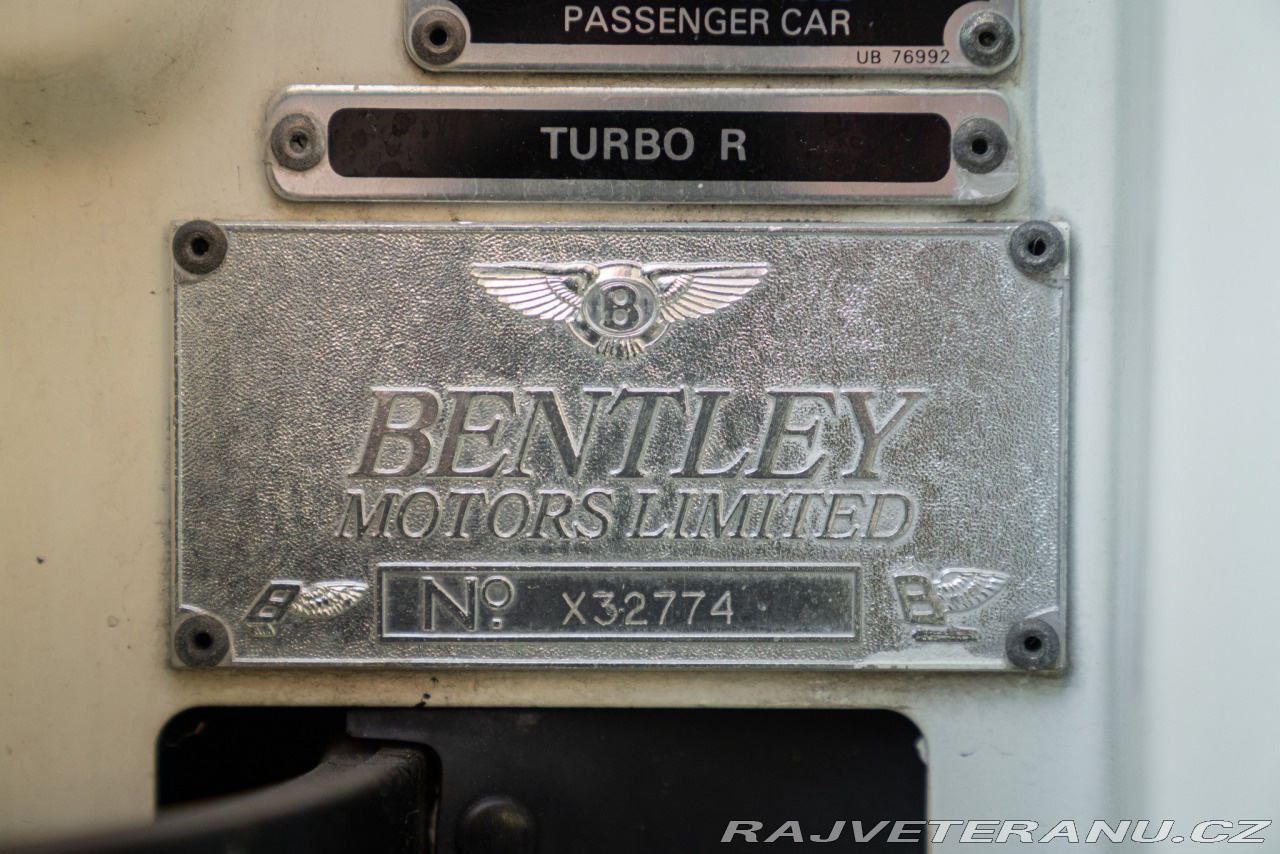 PASSENGER CAR
UB 76992
TURBO R
B
BENTLEY
MOTORS LIMITED
B
Nº. X32774
B
RAJVETERANU.CZ